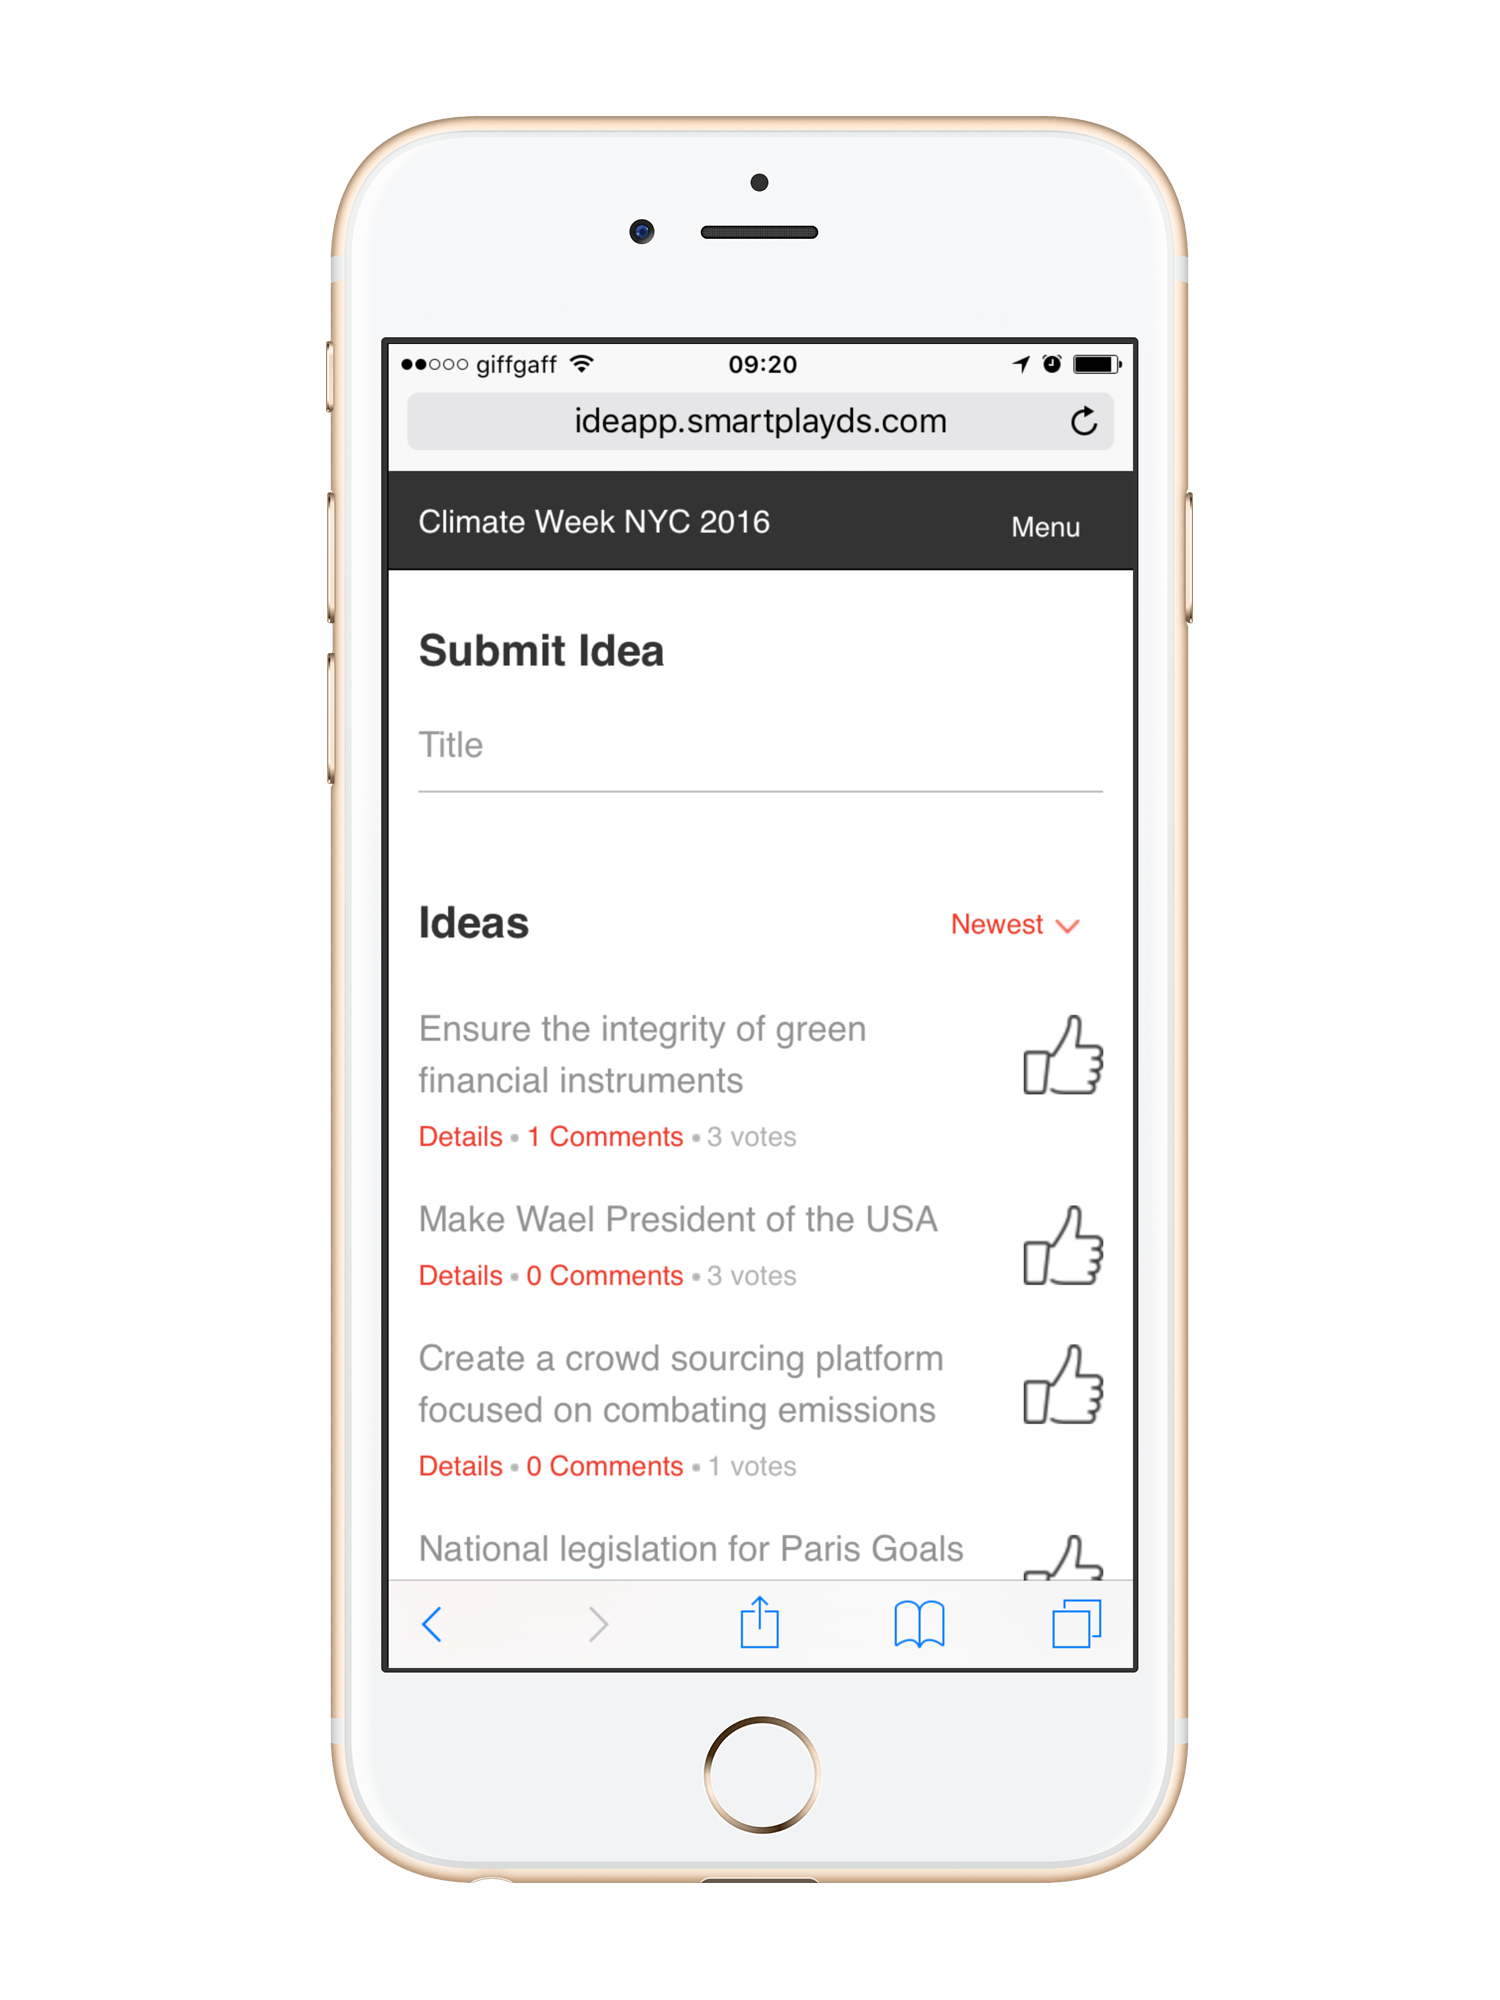 giffgaff 09:20
ideapp.smartplayds.com
Climate Week NYC 2016 Menu
Submit Idea
Title
Ideas Newest
Ensure the integrity of green
financial instruments
Details • 1 Comments • 3 votes
Make Wael President of the USA
Details • 0 Comments • 3 votes
Create a crowd sourcing platform
focused on combating emissions
Details • 0 Comments • 1 votes
National legislation for Paris Goals